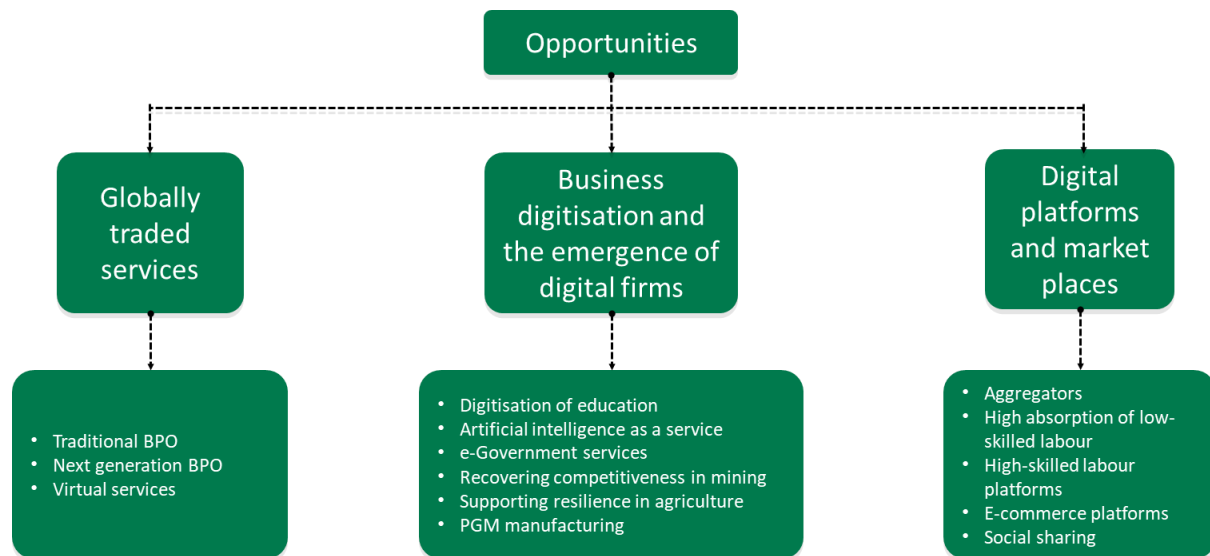 Opportunities
Globally
traded
services
Business
digitisation and
the emergence of
digital firms
Digital
platforms
and market
places
• Traditional BPO
• Next generation BPO
• Virtual services
• Digitisation of education
• Artificial intelligence as a service
• e-Government services
• Recovering competitiveness in mining
• Supporting resilience in agriculture
• PGM manufacturing
• Aggregators
• High absorption of low-
skilled labour
• High-skilled labour
platforms
• E-commerce platforms
• Social sharing